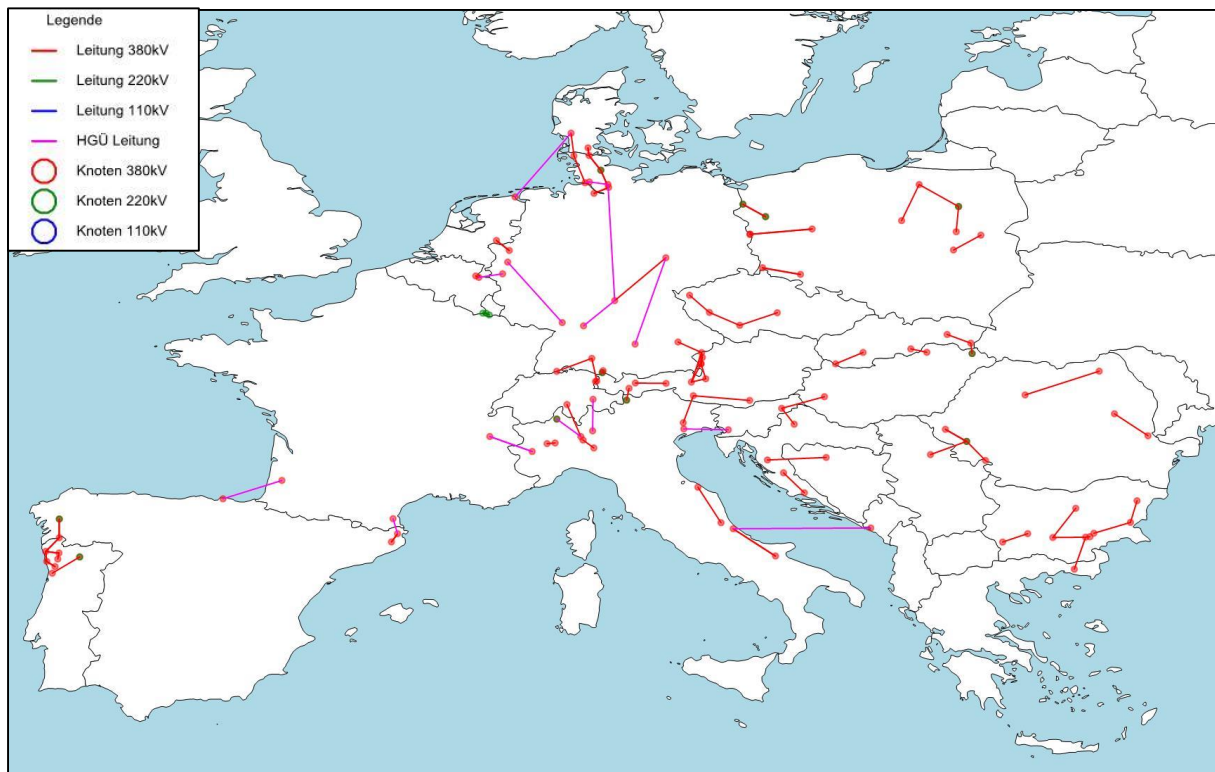 Legende
Leitung 380kV
Leitung 220kV
Leitung 110kV
HGÜ Leitung
Knoten 380kV
Knoten 220kV
Knoten 110kV